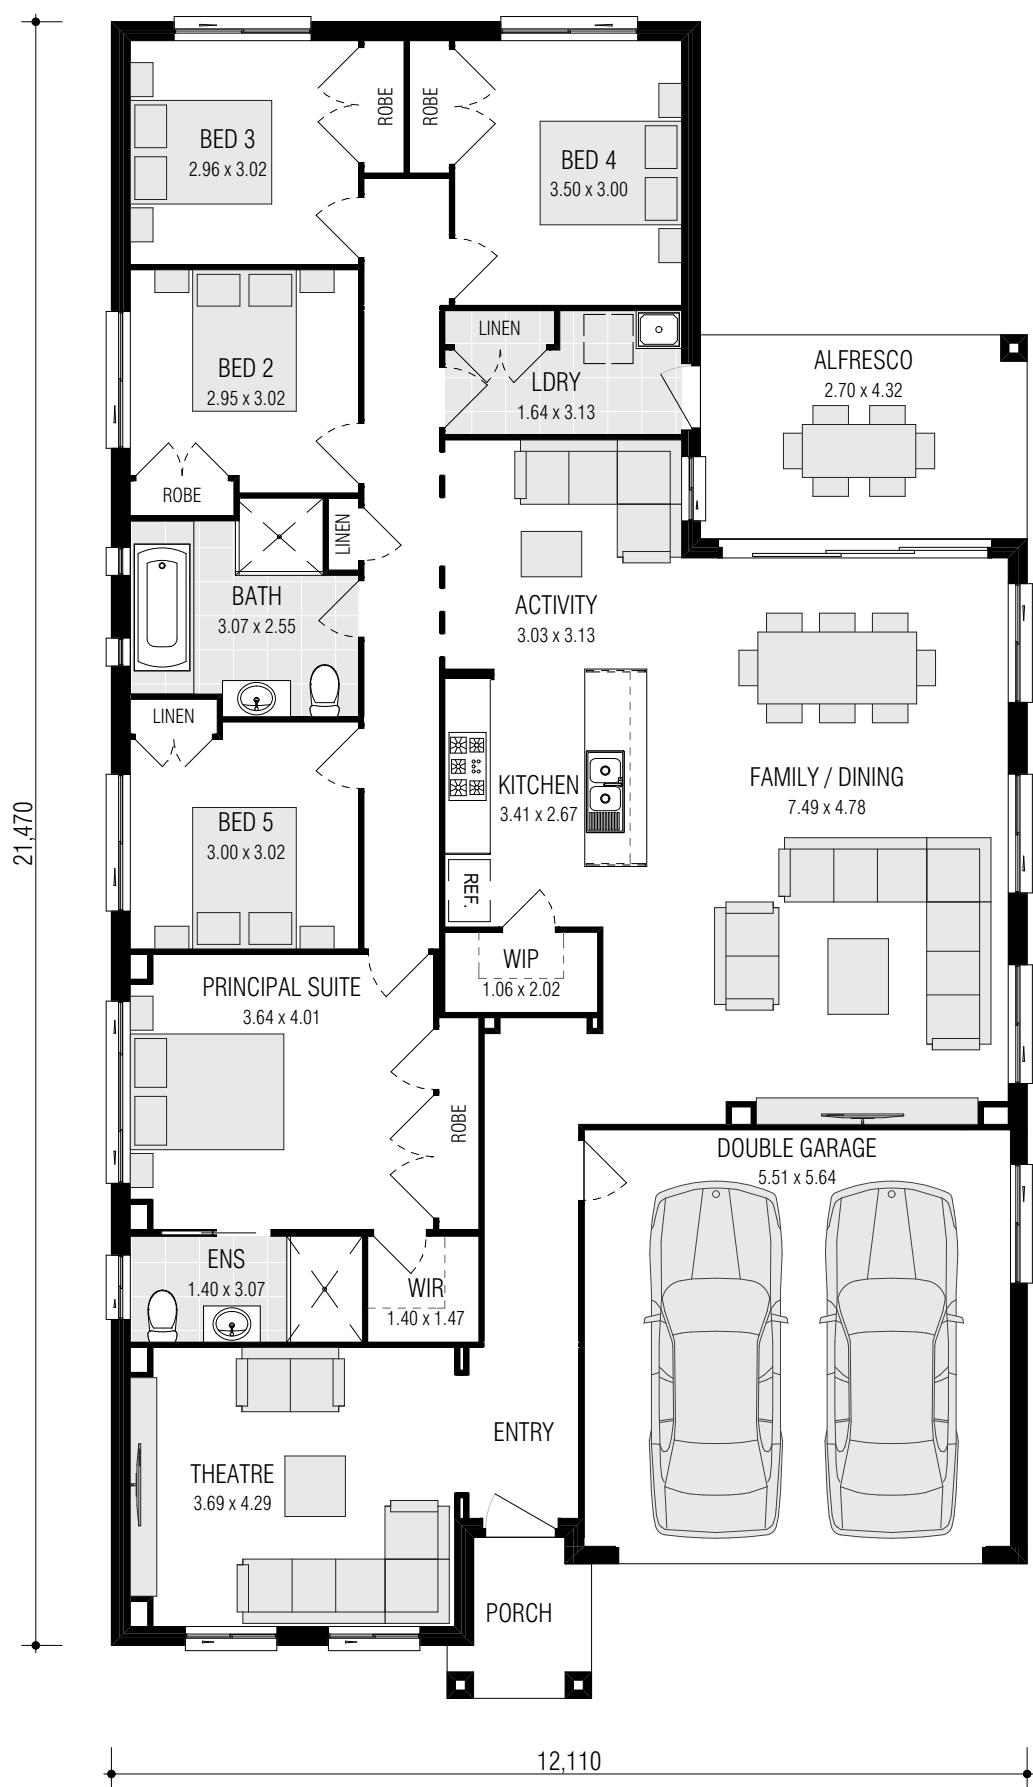 ROBE
ROBE
BED 3
2.96 x 3.02
BED 4
3.50 x 3.00
LINEN
BED 2
2.95 x 3.02
LDRY
1.64 x 3.13
ALFRESCO
2.70 x 4.32
ROBE
LINEN
BATH
3.07 x 2.55
ACTIVITY
3.03 x 3.13
LINEN
KITCHEN
3.41 x 2.67
FAMILY / DINING
7.49 x 4.78
21,470
BED 5
3.00 x 3.02
REF.
WIP
1.06 x 2.02
PRINCIPAL SUITE
3.64 x 4.01
ROBE
DOUBLE GARAGE
5.51 x 5.64
ENS
1.40 x 3.07
WIR
1.40 x 1.47
ENTRY
THEATRE
3.69 x 4.29
PORCH
12,110